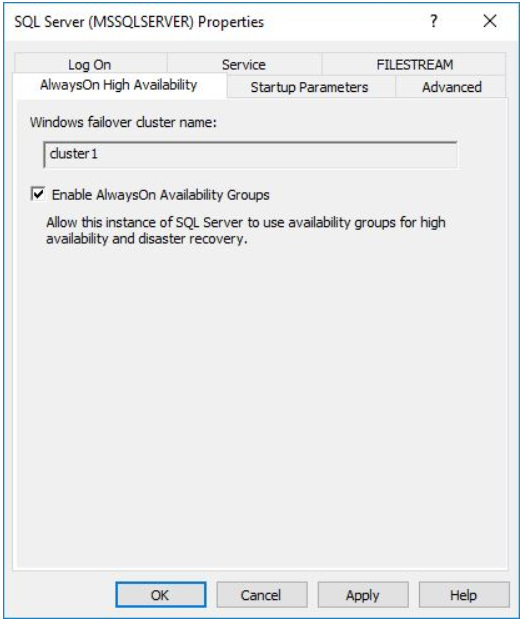 SQL Server (MSSQLSERVER) Properties ? X
Log On Service FILESTREAM
AlwaysOn High Availability Startup Parameters Advanced
Windows failover cluster name:
cluster1
Enable AlwaysOn Availability Groups
Allow this instance of SQL Server to use availability groups for high
availability and disaster recovery.
OK Cancel Apply Help